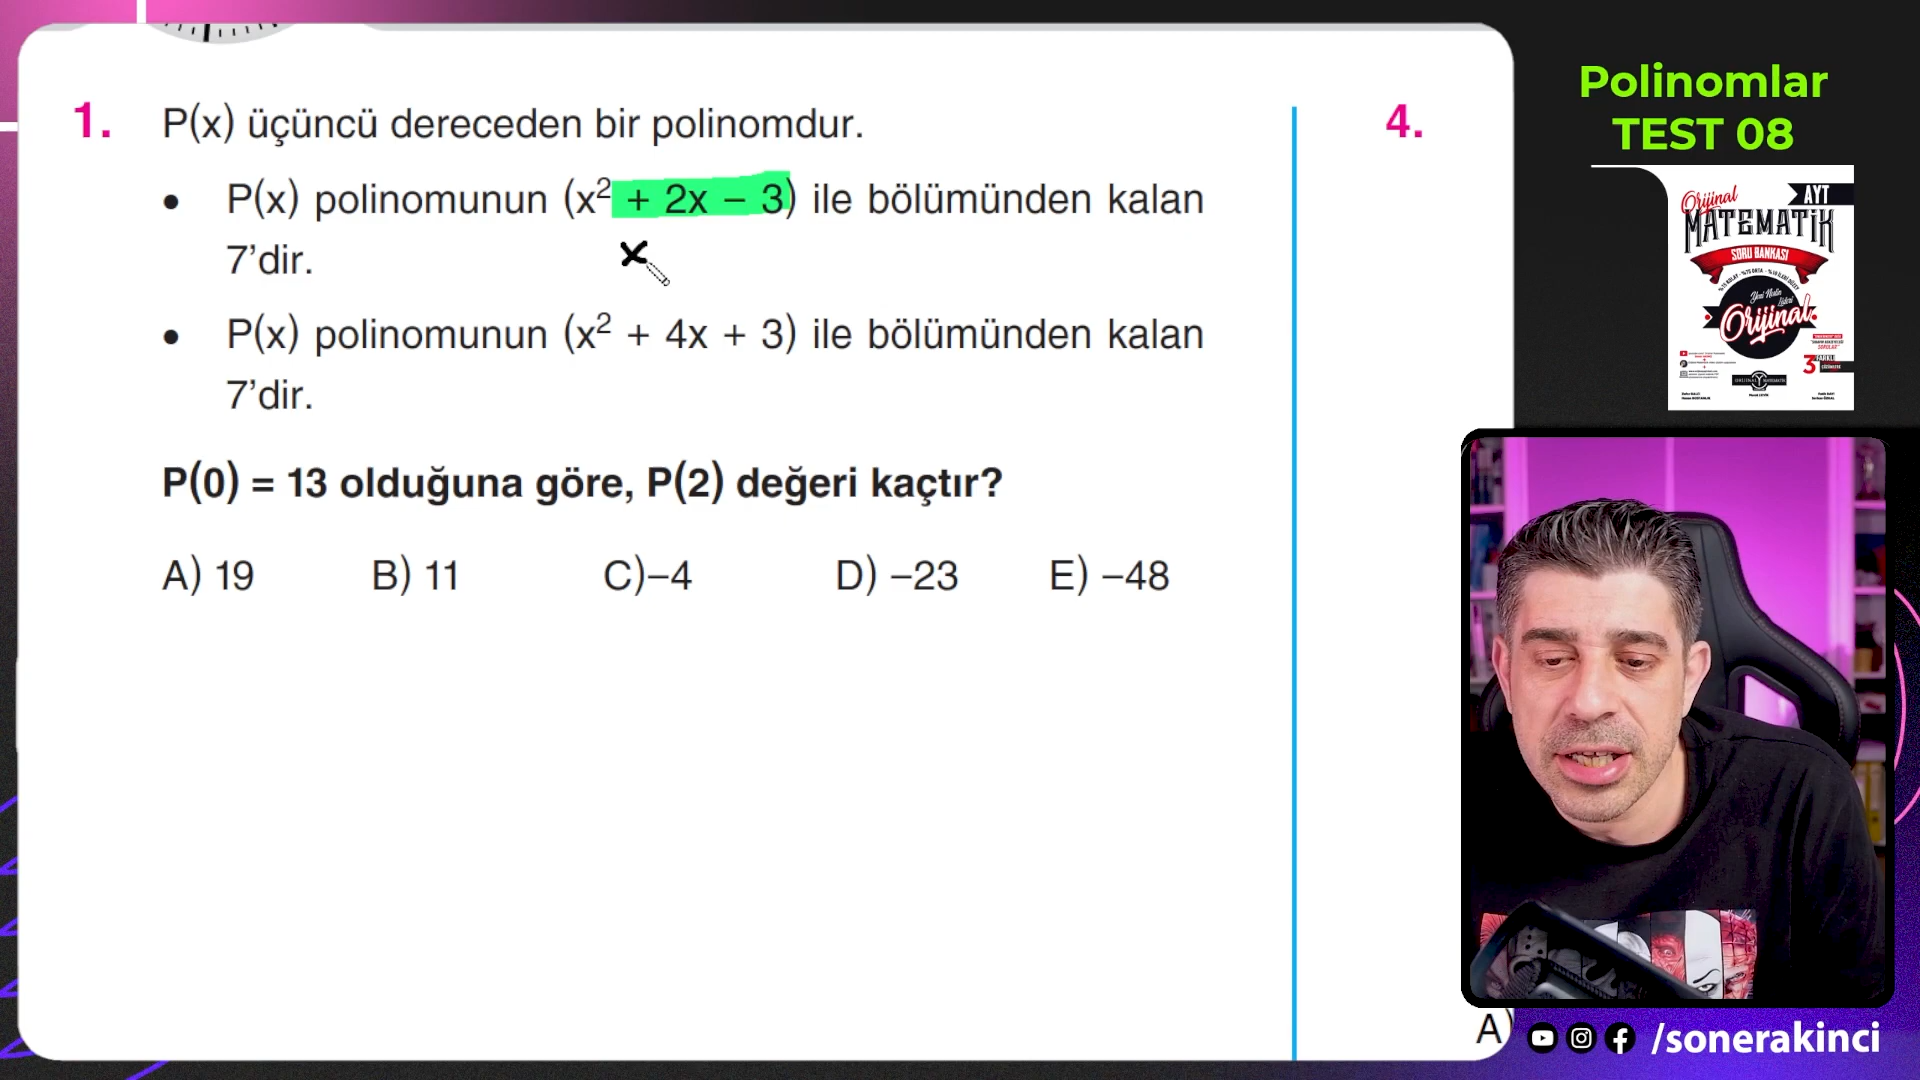 1. P(x) üçüncü dereceden bir polinomdur.
• P(x) polinomunun (x² + 2x – 3) ile bölümünden kalan
7’dir.
x
• P(x) polinomunun (x² + 4x + 3) ile bölümünden kalan
7’dir.
P(0) = 13 olduğuna göre, P(2) değeri kaçtır?
A) 19 B) 11 C)–4 D) –23 E) –48
4.
A)
Polinomlar
TEST 08
Orijinal
AYT
MATEMATİK
SORU BANKASI
Orijinal
3
/sonerakinci